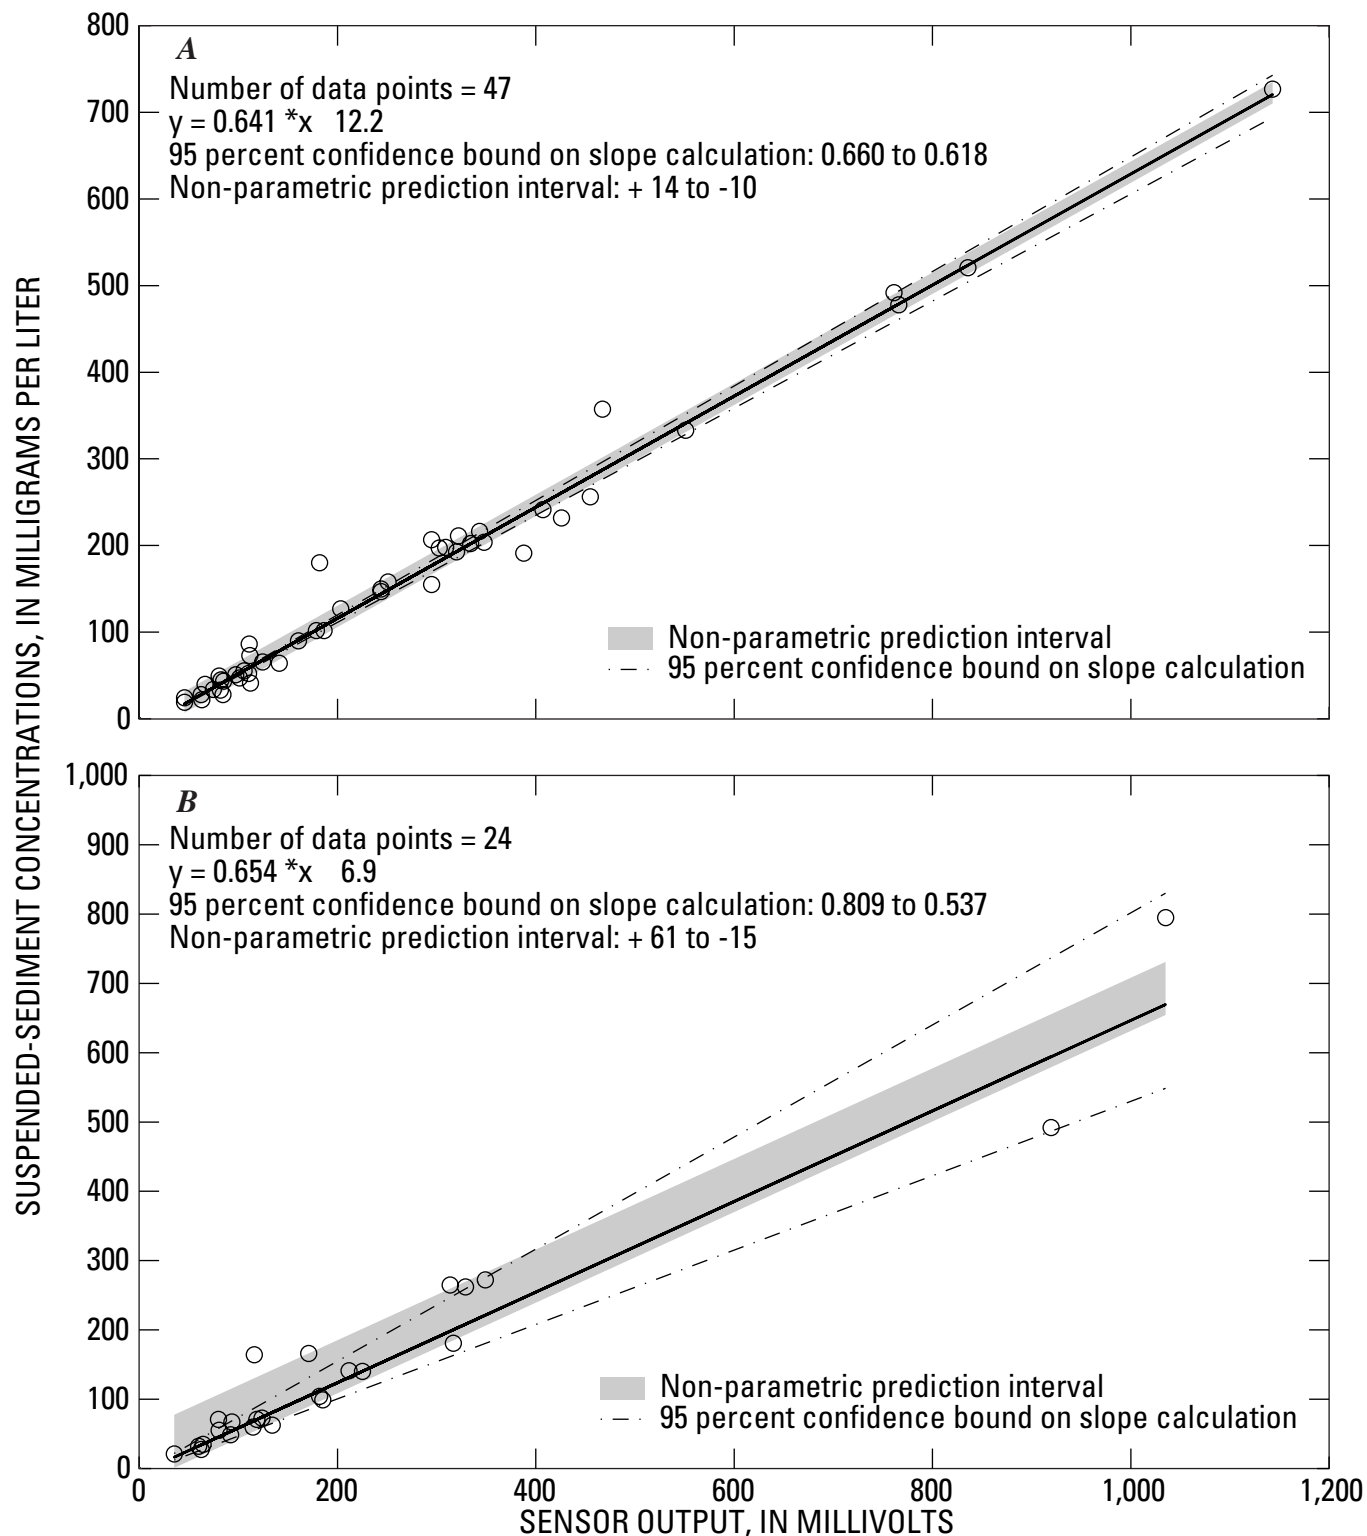 SUSPENDED-SEDIMENT CONCENTRATIONS, IN MILLIGRAMS PER LITER
800
700
600
500
400
300
200
100
0
A
Number of data points = 47
y = 0.641 *x 12.2
95 percent confidence bound on slope calculation: 0.660 to 0.618
Non-parametric prediction interval: + 14 to -10
Non-parametric prediction interval
95 percent confidence bound on slope calculation
1,000
900
800
700
600
500
400
300
200
100
0
B
Number of data points = 24
y = 0.654 *x 6.9
95 percent confidence bound on slope calculation: 0.809 to 0.537
Non-parametric prediction interval: + 61 to -15
Non-parametric prediction interval
95 percent confidence bound on slope calculation
0 200 400 600 800 1,000 1,200
SENSOR OUTPUT, IN MILLIVOLTS